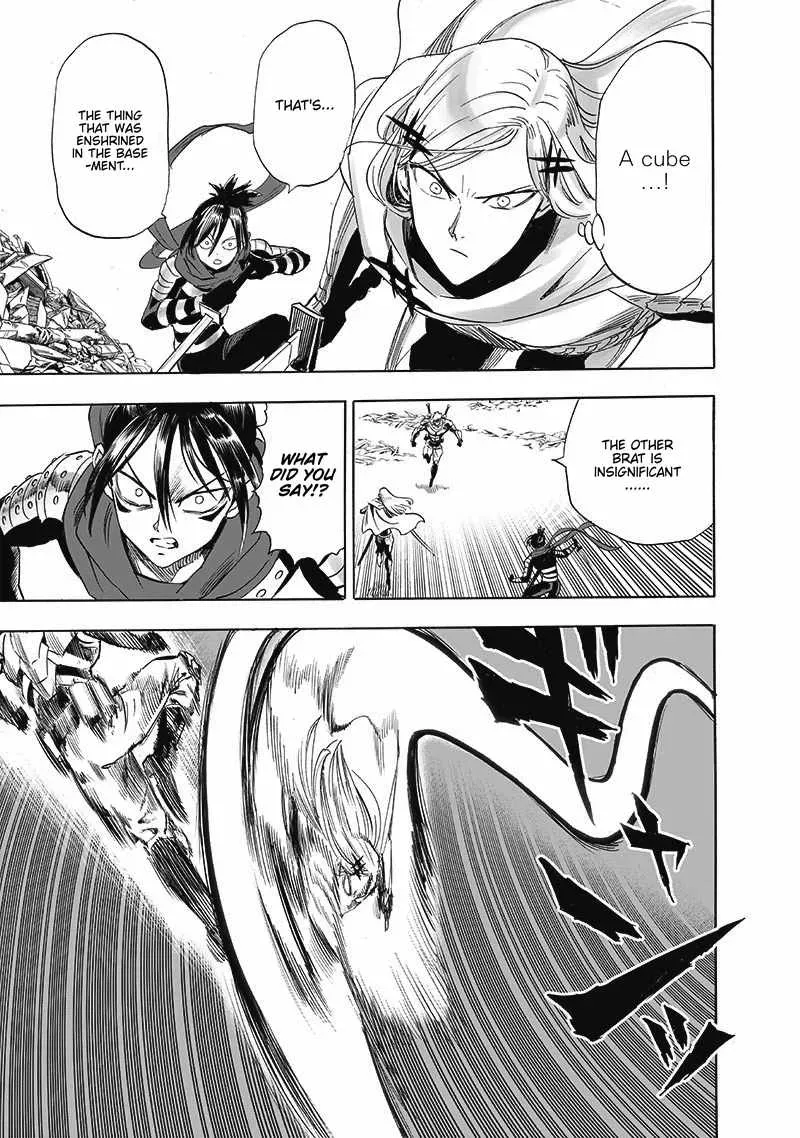 A cube
...!
THAT'S...
THE THING
THAT WAS
ENSHRINED
IN THE BASE
-MENT...
THE OTHER
BRAT IS
INSIGNIFICANT
......
WHAT
DID YOU
SAY!?